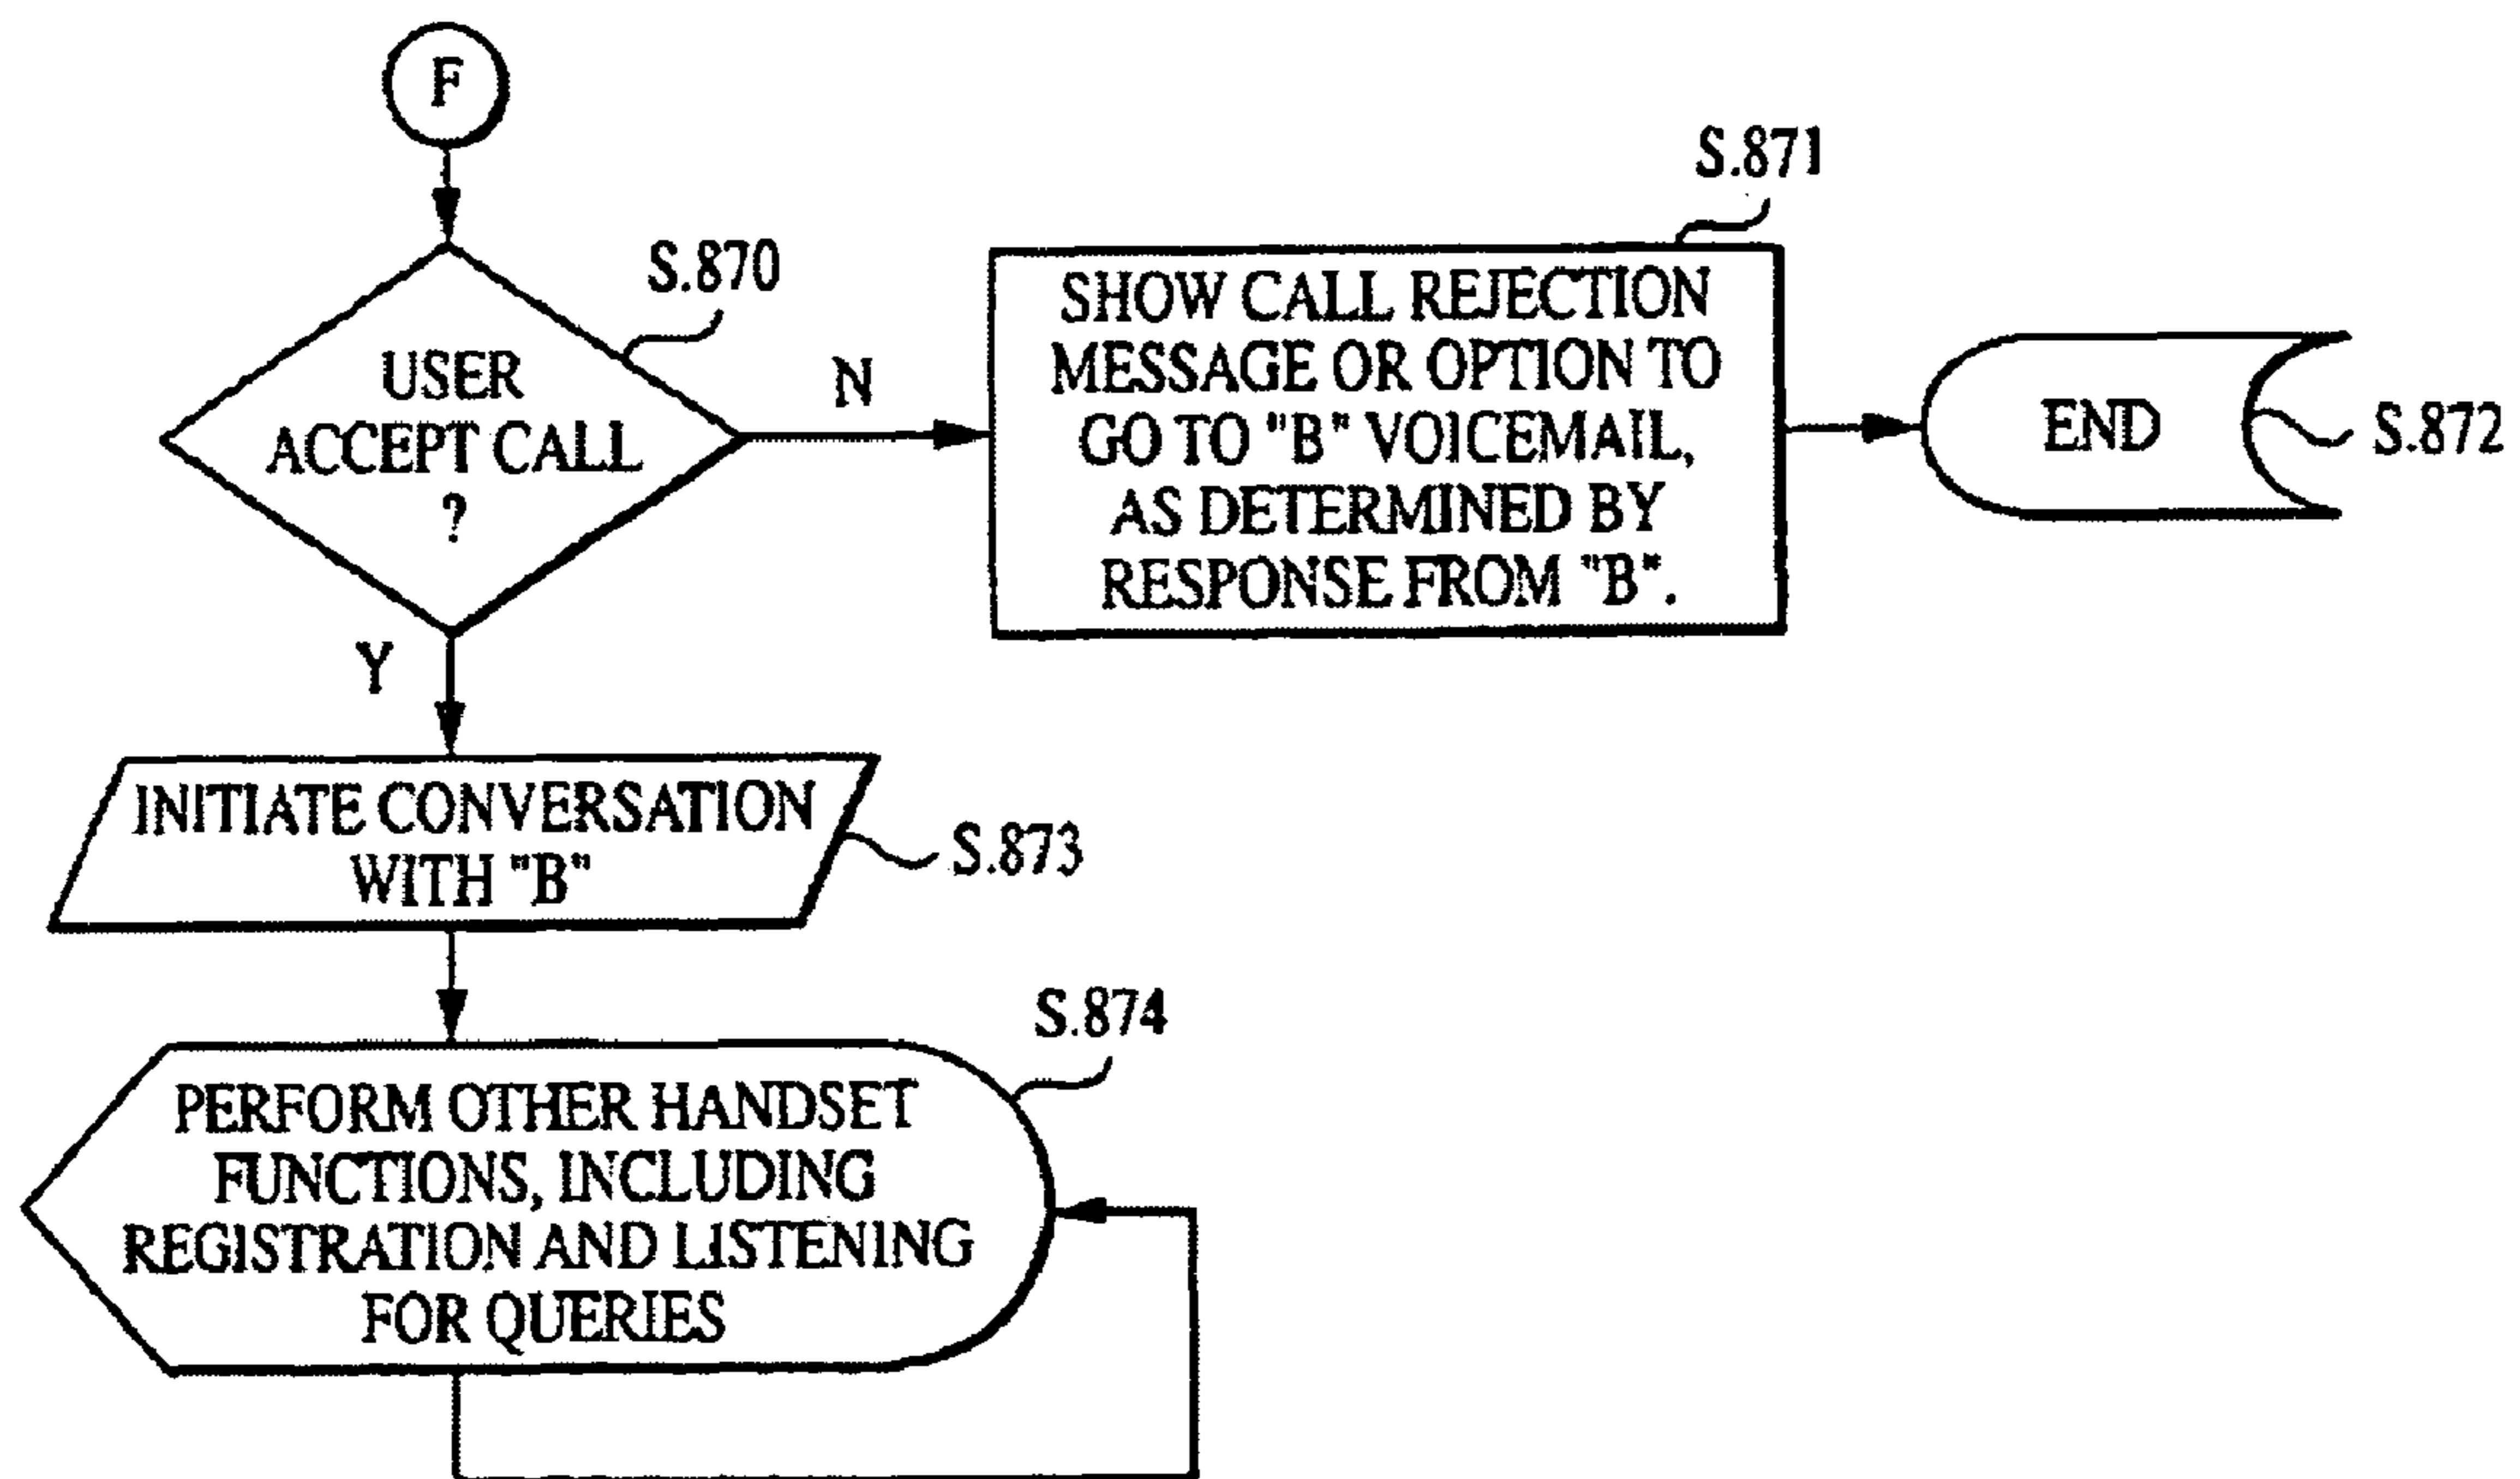 F
S.870
USER
ACCEPT CALL
?
N
Y
S.871
SHOW CALL REJECTION
MESSAGE OR OPTION TO
GO TO "B" VOICEMAIL,
AS DETERMINED BY
RESPONSE FROM "B".
END
S.872
INITIATE CONVERSATION
WITH "B"
S.873
S.874
PERFORM OTHER HANDSET
FUNCTIONS, INCLUDING
REGISTRATION AND LISTENING
FOR QUERIES